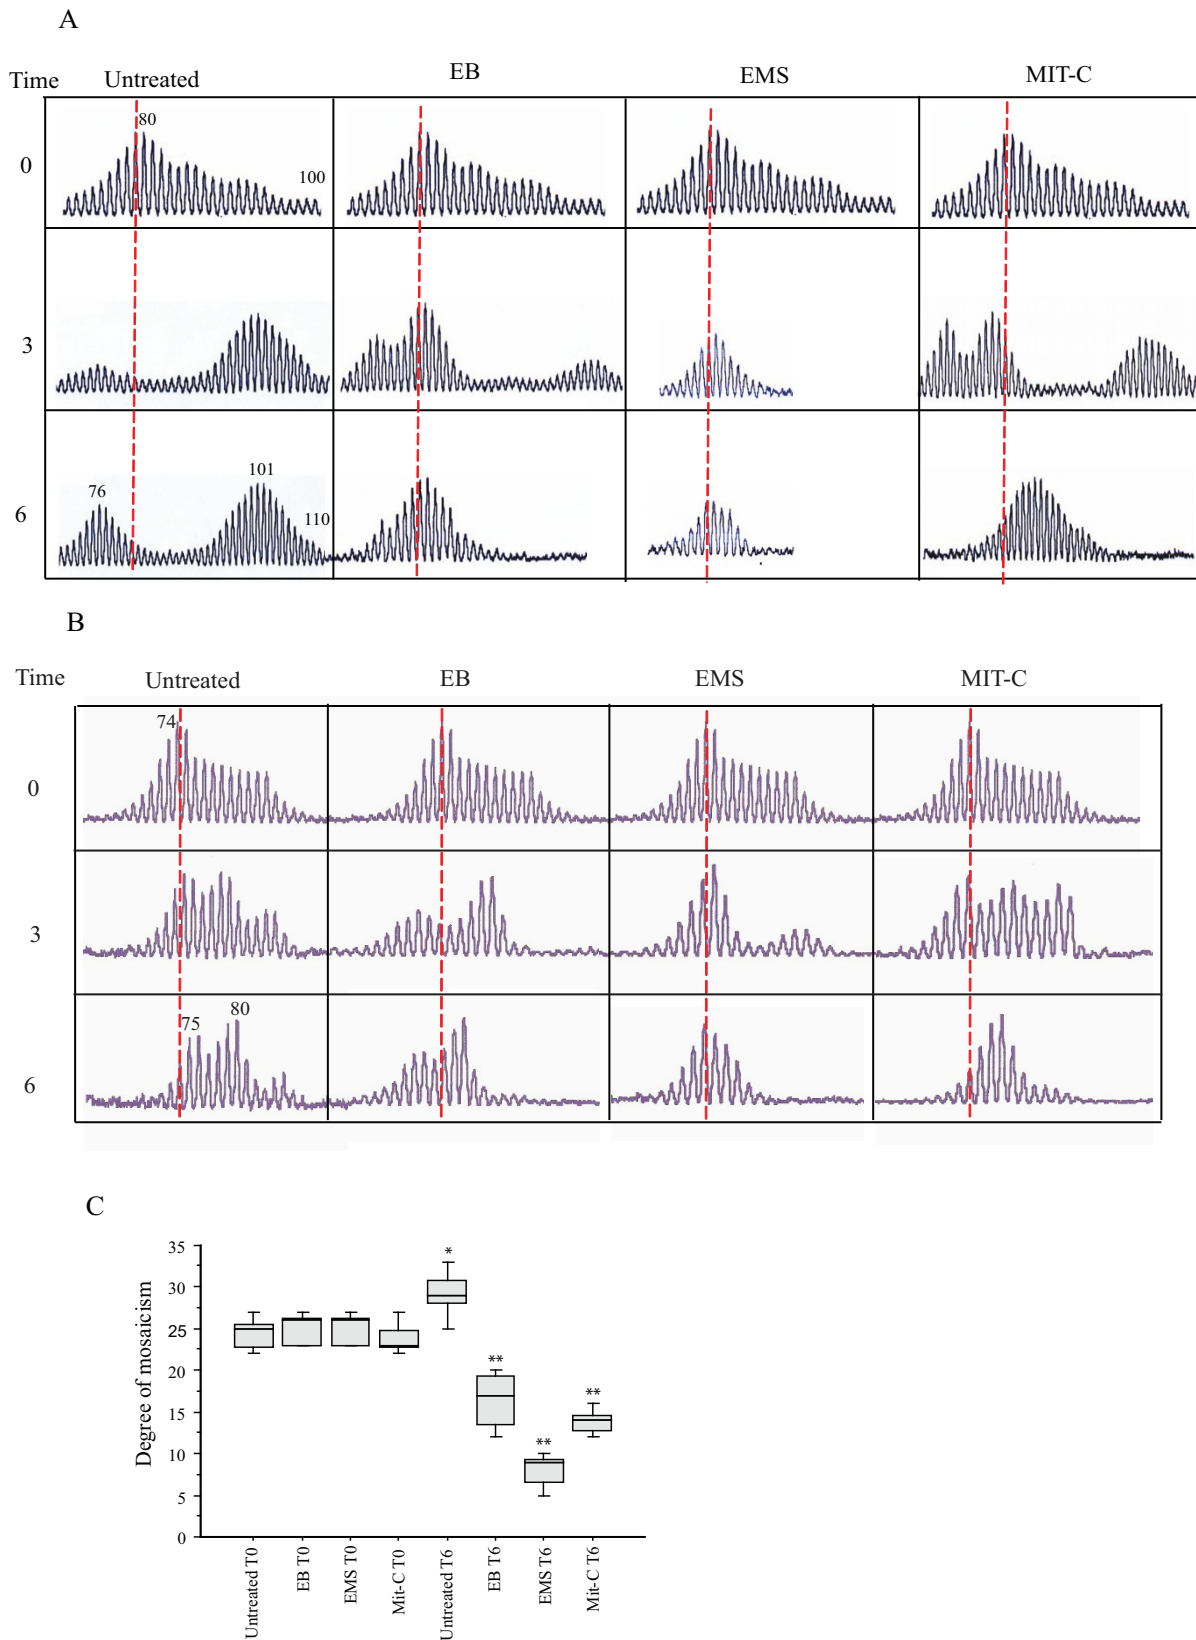 A
Time Untreated EB EMS MIT-C
80
0
100
3
101
76
6
110
B
Time Untreated EB EMS MIT-C
74
0
3
75 80
6
C
35
30
25
20
15
10
5
0
Degree of mosaicism
*
**
**
**
Untreated T0
EB T0
EMS T0
Mit-C T0
Untreated T6
EB T6
EMS T6
Mit-C T6